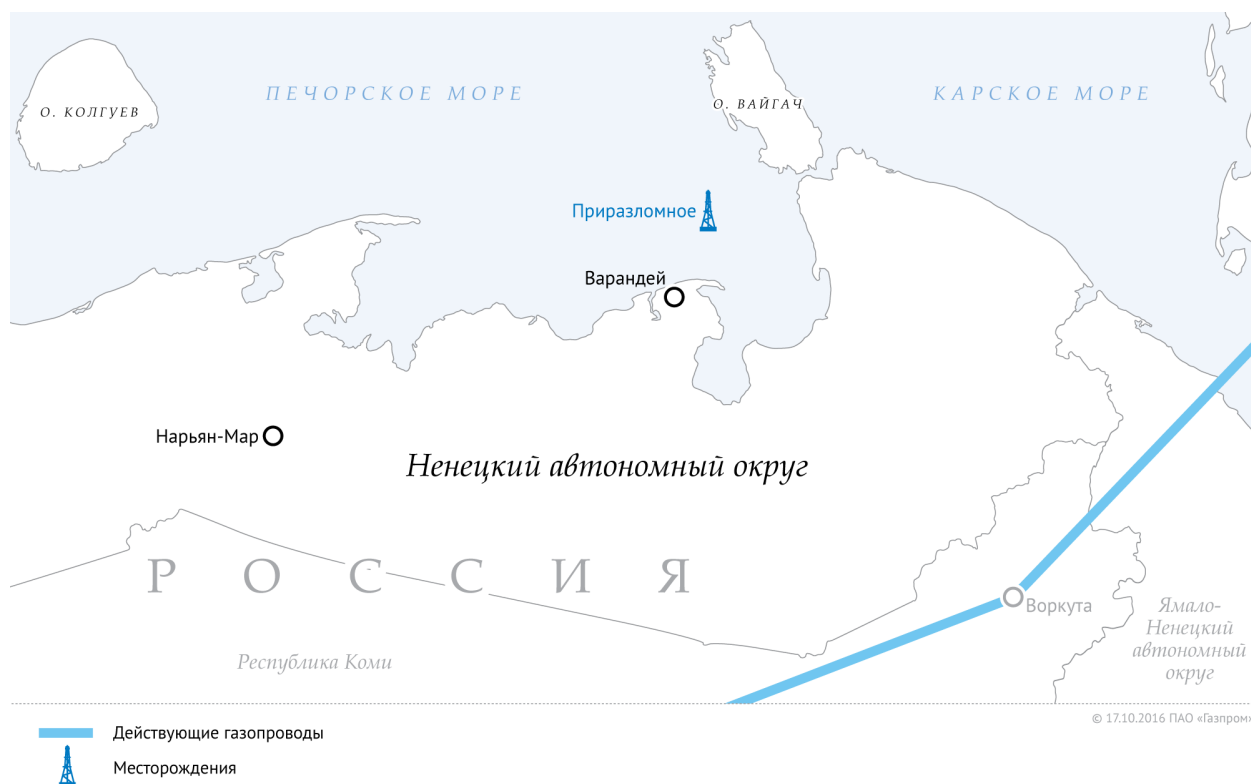 ПЕЧОРСКОЕ МОРЕ
КАРСКОЕ МОРЕ
О. КОЛГУЕВ
О. ВАЙГАЧ
Приразломное
Варандей
Нарьян-Мар
Ненецкий автономный округ
РОССИЯ
Воркута
Ямало-
Ненецкий
автономный
округ
Республика Коми
© 17.10.2016 ПАО «Газпром»
Действующие газопроводы
Месторождения